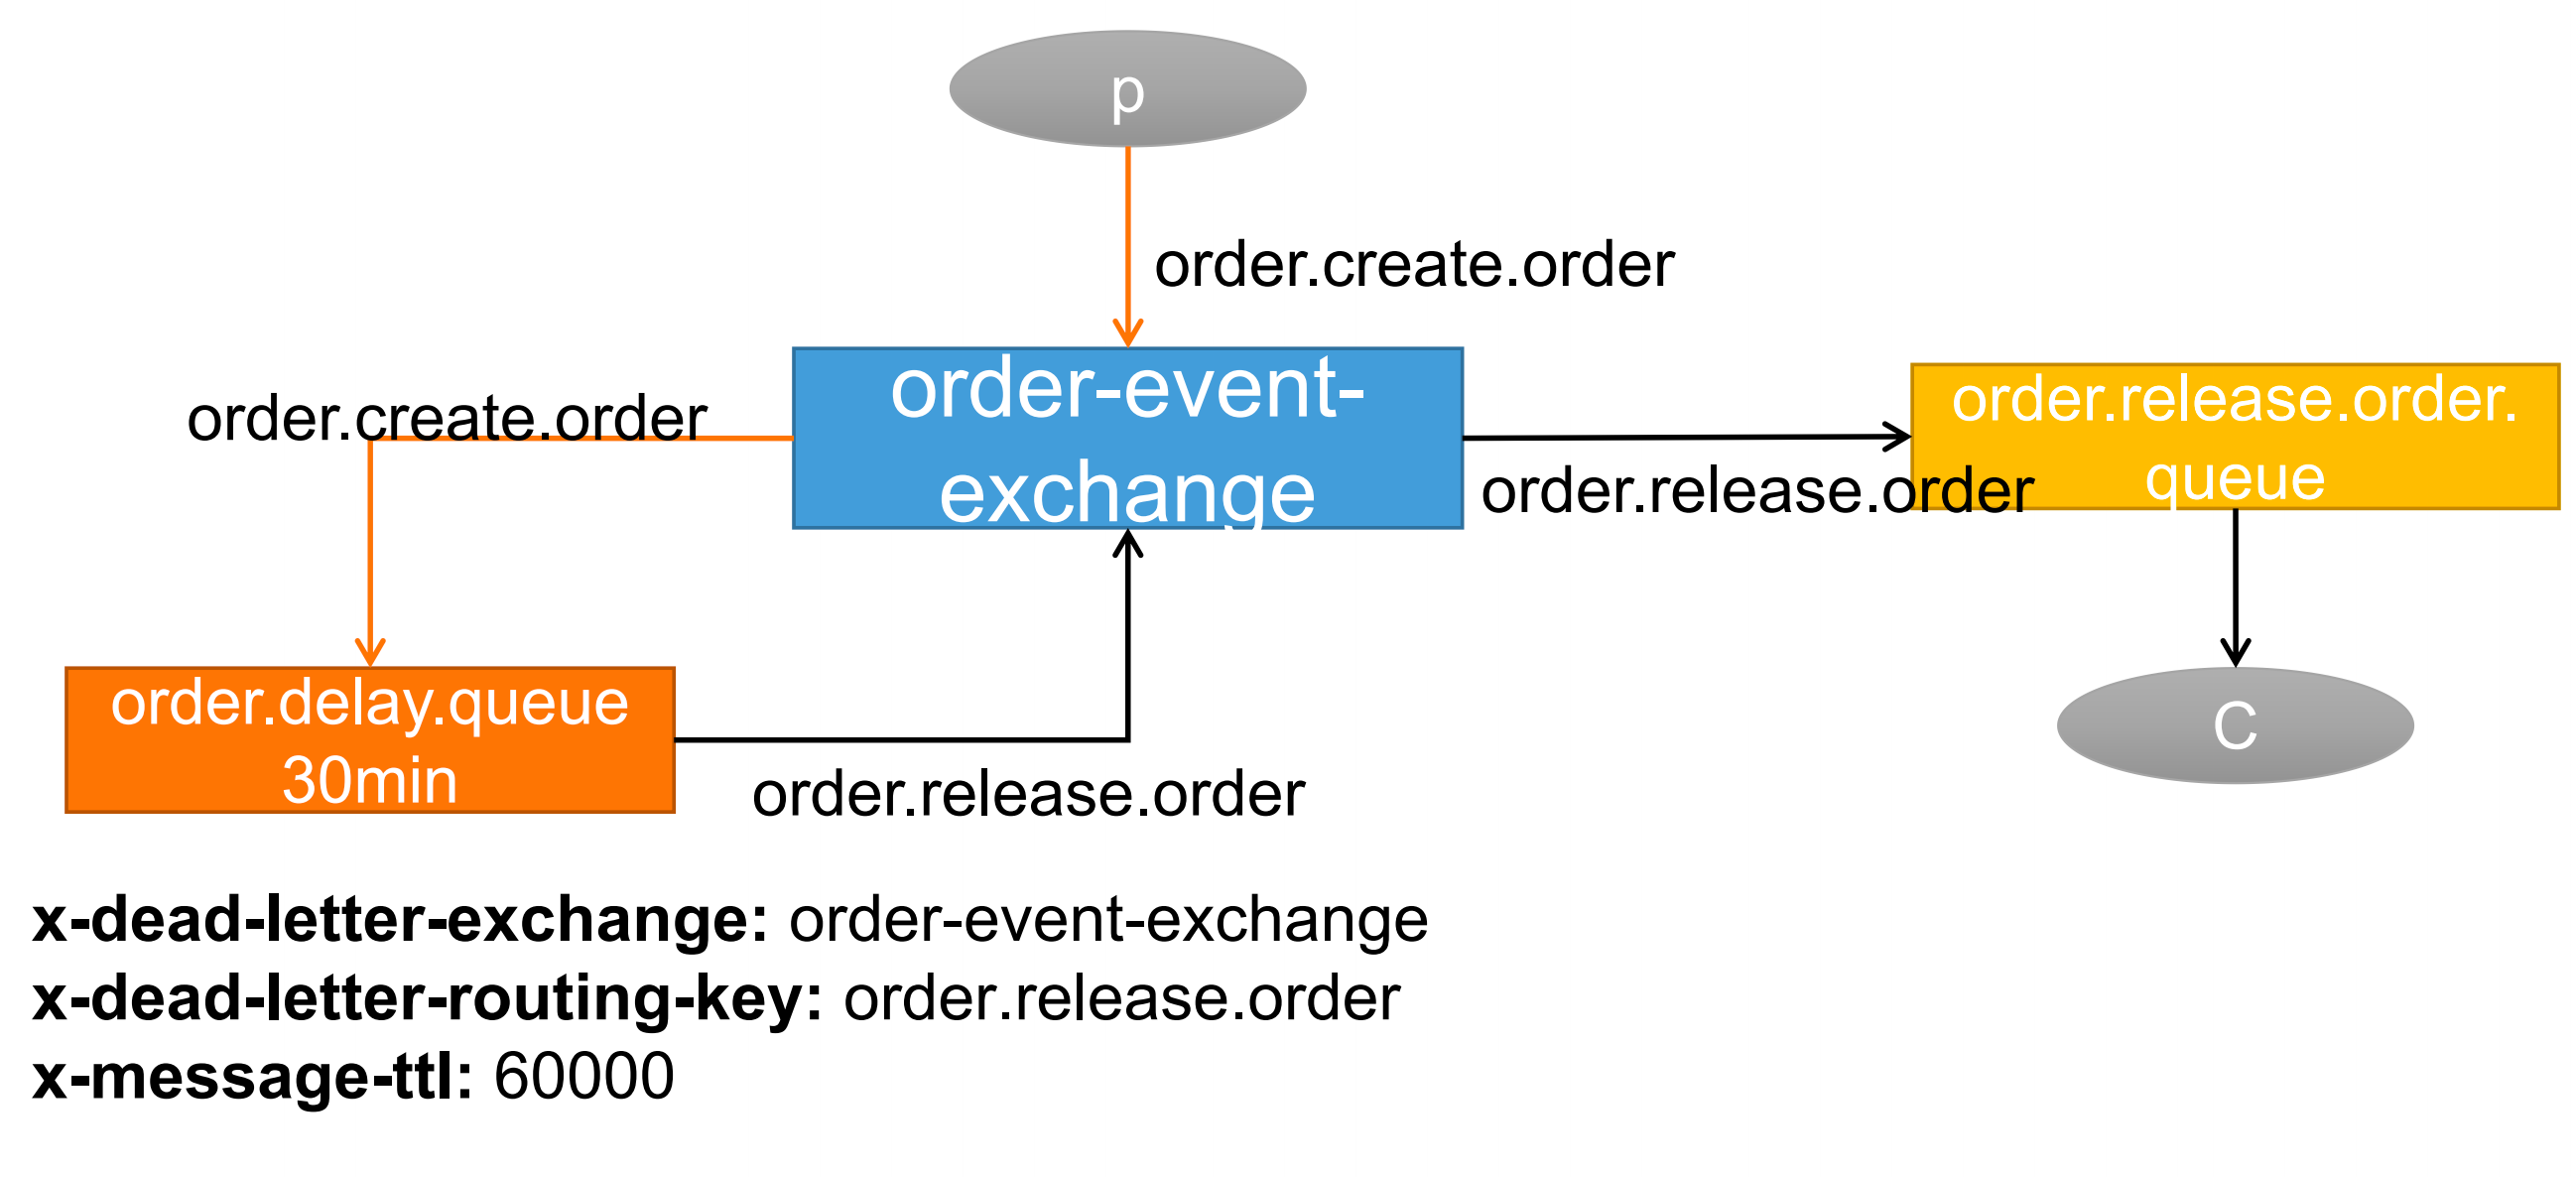 p
order.create.order
order.create.order
order-event-
exchange
order.release.order.
queue
order.release.order
order.delay.queue
30min
order.release.order
C
x-dead-letter-exchange: order-event-exchange
x-dead-letter-routing-key: order.release.order
x-message-ttl: 60000